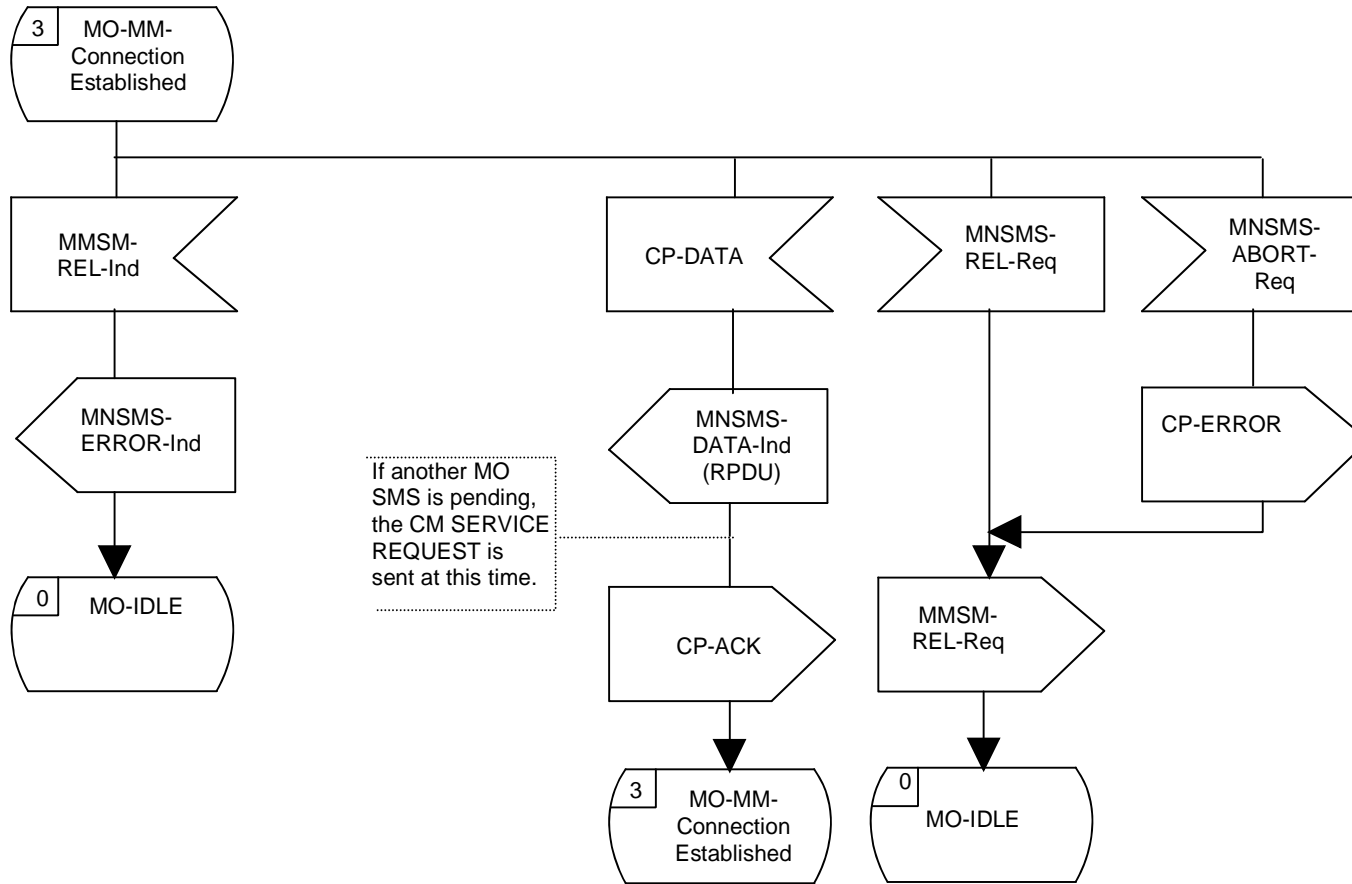 3
MO-MM-
Connection
Established
MMSM-
REL-Ind
CP-DATA
MNSMS-
REL-Req
MNSMS-
ABORT-
Req
MNSMS-
ERROR-Ind
MNSMS-
DATA-Ind
(RPDU)
CP-ERROR
If another MO
SMS is pending,
the CM SERVICE
REQUEST is
sent at this time.
0
MO-IDLE
CP-ACK
MMSM-
REL-Req
3
MO-MM-
Connection
Established
0
MO-IDLE